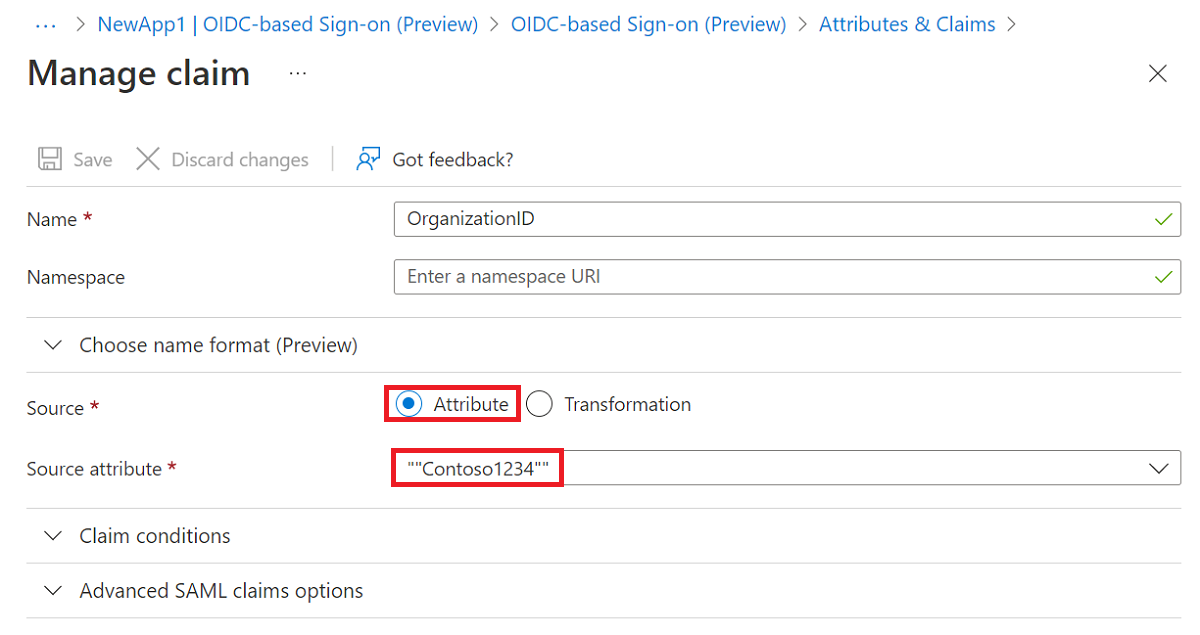 ... > NewApp1 | OIDC-based Sign-on (Preview) > OIDC-based Sign-on (Preview) > Attributes & Claims >
Manage claim ...
Save Discard changes Got feedback?
Name * OrganizationID
Namespace Enter a namespace URI
Choose name format (Preview)
Source * Attribute Transformation
Source attribute * ""Contoso1234""
Claim conditions
Advanced SAML claims options